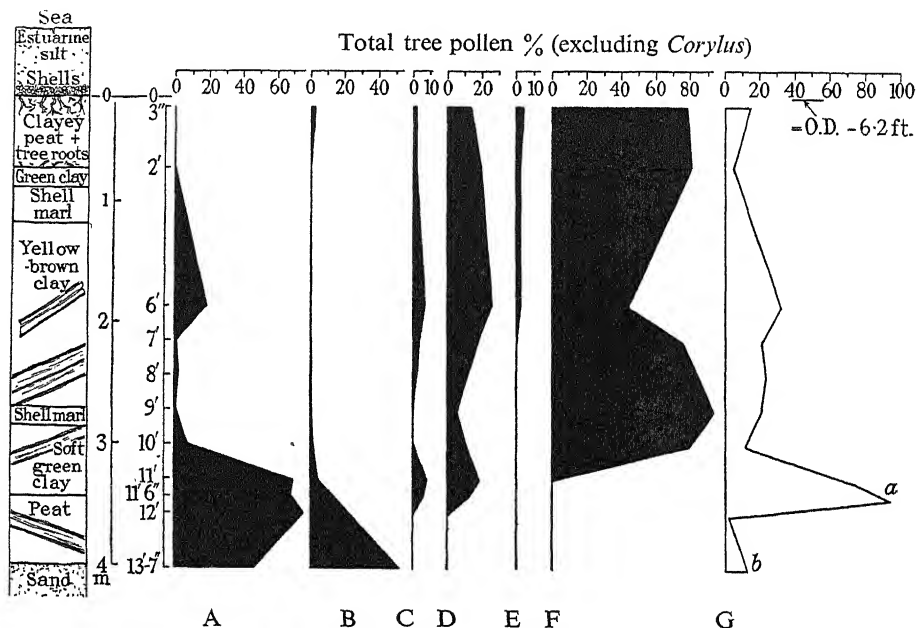 Sea
Estuarine
silt
Shells
Clayey
peat +
tree roots
Green clay
Shell
marl
Yellow
-brown
clay
Shell marl
Soft
green
clay
Peat
Sand
0
1
2
3
4
m
Total tree pollen % (excluding Corylus)
0 20 40 60
0 20 40
0 10
0 20
0 10
0 20 40 60 80
0 20 40 60 80 100
= O.D. - 6·2 ft.
0
3"
2'
6'
7'
8'
9'
10'
11'
11' 6"
12'
13'·7"
a
b
A B C D E F G